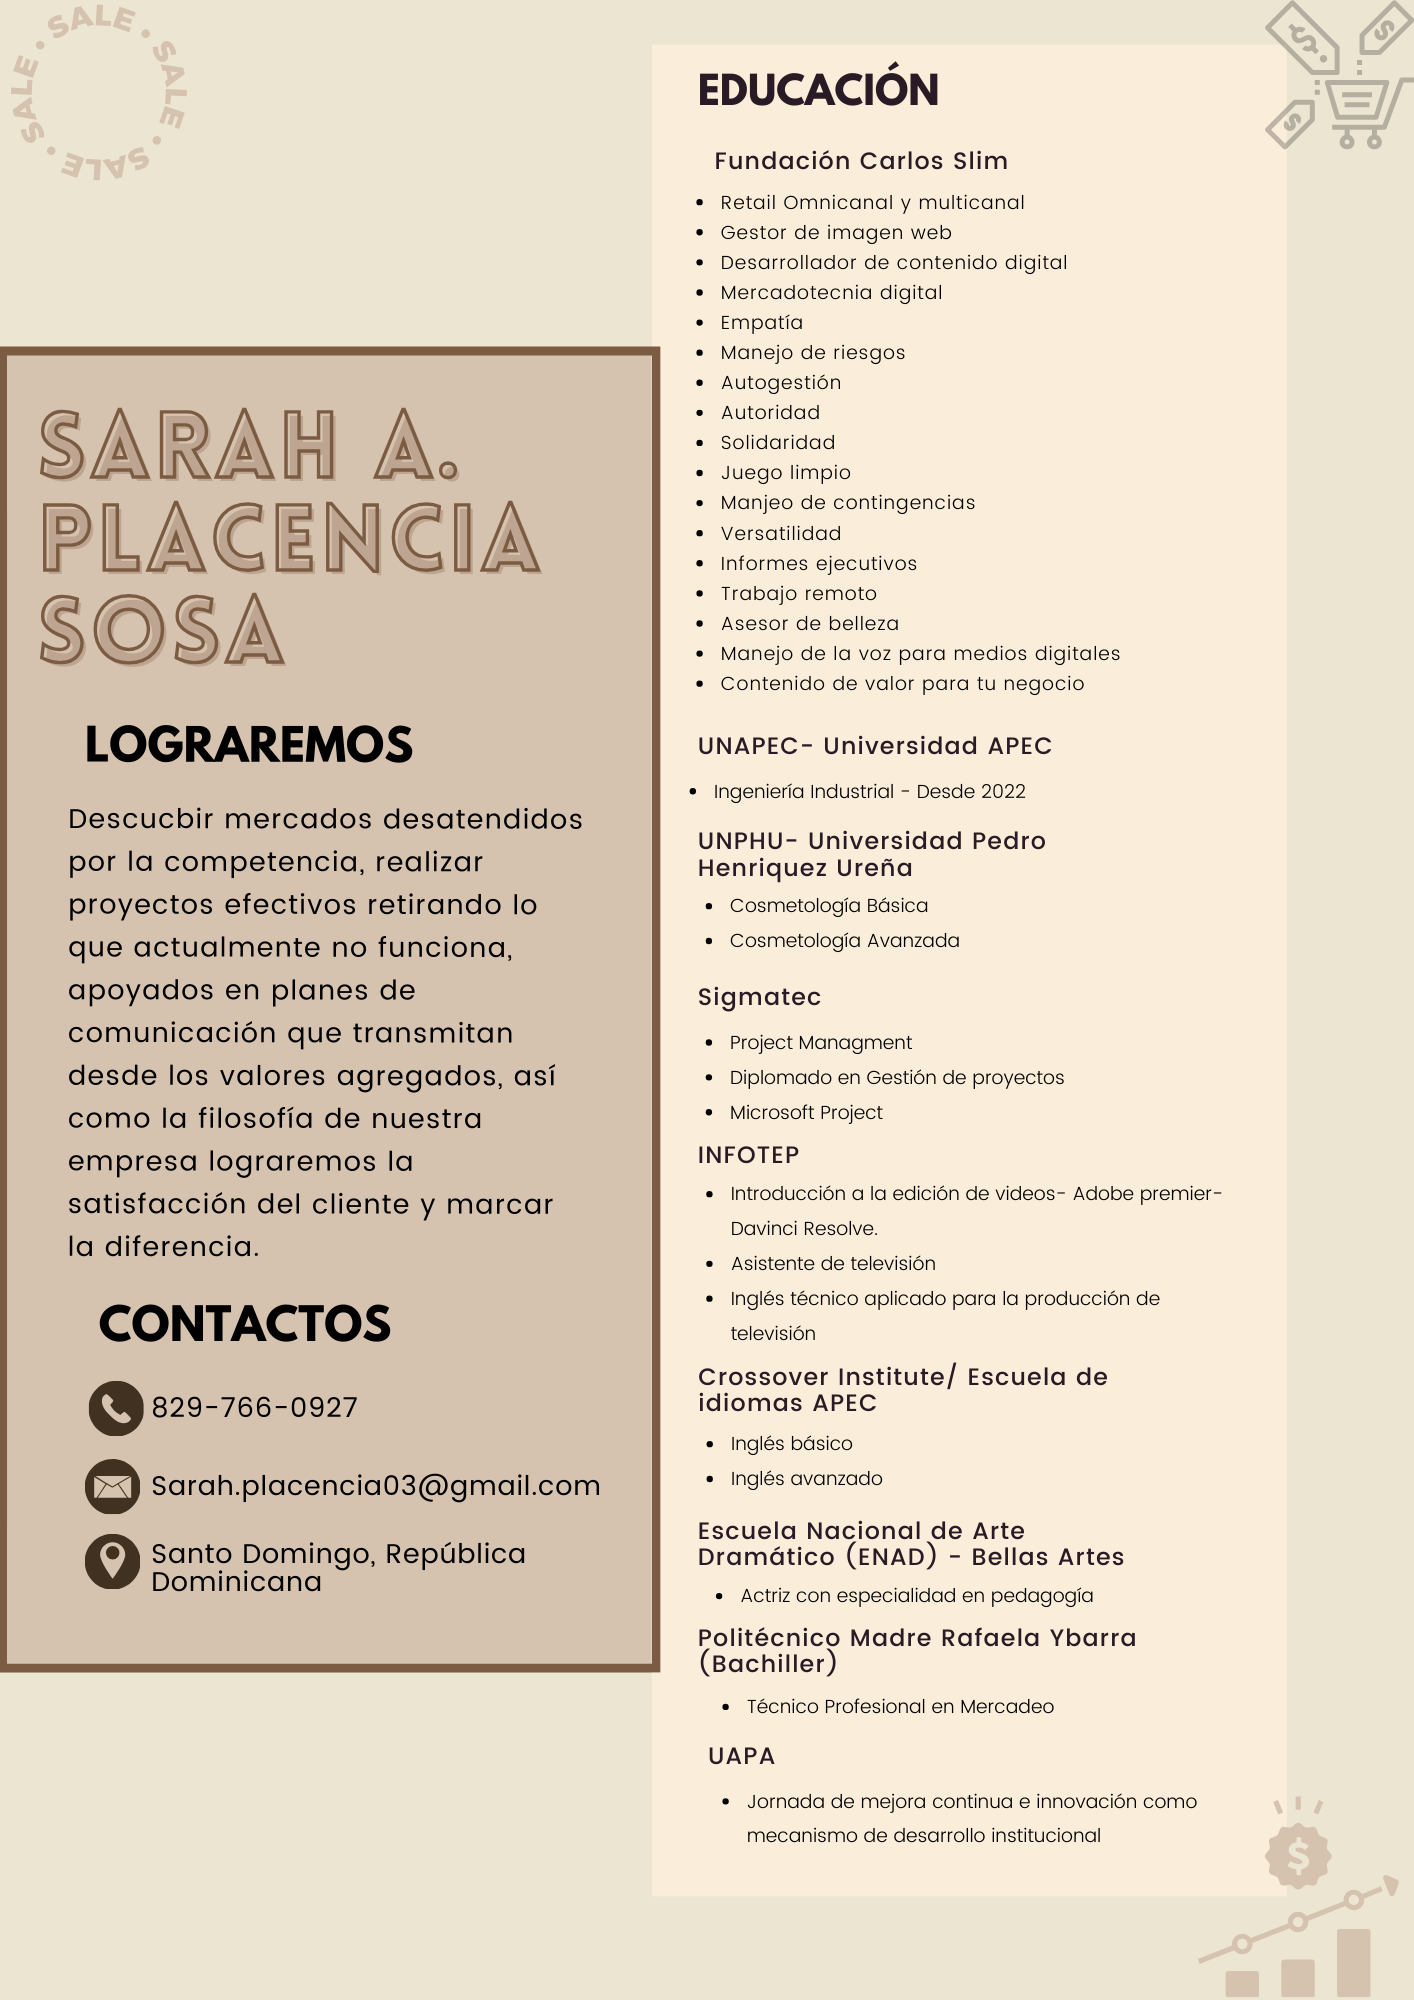 SALE • SALE • SALE • SALE • SALE •
SARAH A.
PLACENCIA
SOSA
LOGRAREMOS
Descucbir mercados desatendidos
por la competencia, realizar
proyectos efectivos retirando lo
que actualmente no funciona,
apoyados en planes de
comunicación que transmitan
desde los valores agregados, así
como la filosofía de nuestra
empresa lograremos la
satisfacción del cliente y marcar
la diferencia.
CONTACTOS
829-766-0927
Sarah.placencia03@gmail.com
Santo Domingo, República
Dominicana
EDUCACIÓN
Fundación Carlos Slim
• Retail Omnicanal y multicanal
• Gestor de imagen web
• Desarrollador de contenido digital
• Mercadotecnia digital
• Empatía
• Manejo de riesgos
• Autogestión
• Autoridad
• Solidaridad
• Juego limpio
• Manjeo de contingencias
• Versatilidad
• Informes ejecutivos
• Trabajo remoto
• Asesor de belleza
• Manejo de la voz para medios digitales
• Contenido de valor para tu negocio
UNAPEC- Universidad APEC
• Ingeniería Industrial - Desde 2022
UNPHU- Universidad Pedro
Henriquez Ureña
• Cosmetología Básica
• Cosmetología Avanzada
Sigmatec
• Project Managment
• Diplomado en Gestión de proyectos
• Microsoft Project
INFOTEP
• Introducción a la edición de videos- Adobe premier-
Davinci Resolve.
• Asistente de televisión
• Inglés técnico aplicado para la producción de
televisión
Crossover Institute/ Escuela de
idiomas APEC
• Inglés básico
• Inglés avanzado
Escuela Nacional de Arte
Dramático (ENAD) - Bellas Artes
• Actriz con especialidad en pedagogía
Politécnico Madre Rafaela Ybarra
(Bachiller)
• Técnico Profesional en Mercadeo
UAPA
• Jornada de mejora continua e innovación como
mecanismo de desarrollo institucional